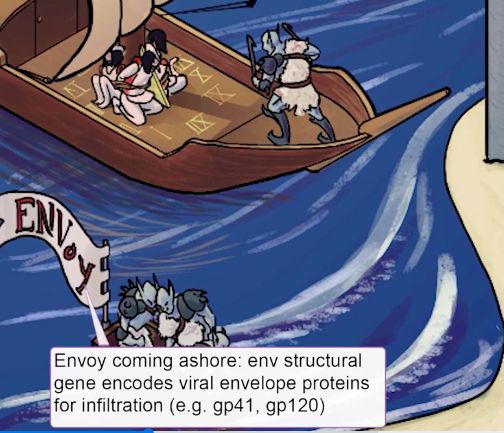 ENVOY
Envoy coming ashore: env structural
gene encodes viral envelope proteins
for infiltration (e.g. gp41, gp120)